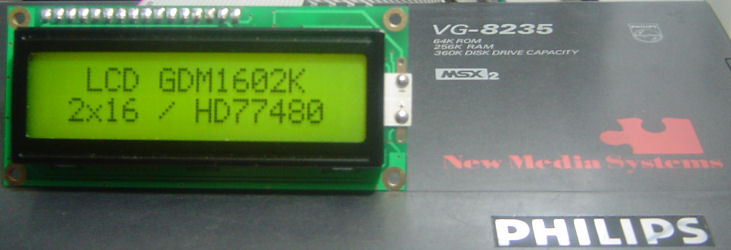 LCD GDM1602K
2x16 / HD77480
VG-8235
64K ROM
256K RAM
360K DISK DRIVE CAPACITY
MSX2
PHILIPS
New Media Systems
PHILIPS